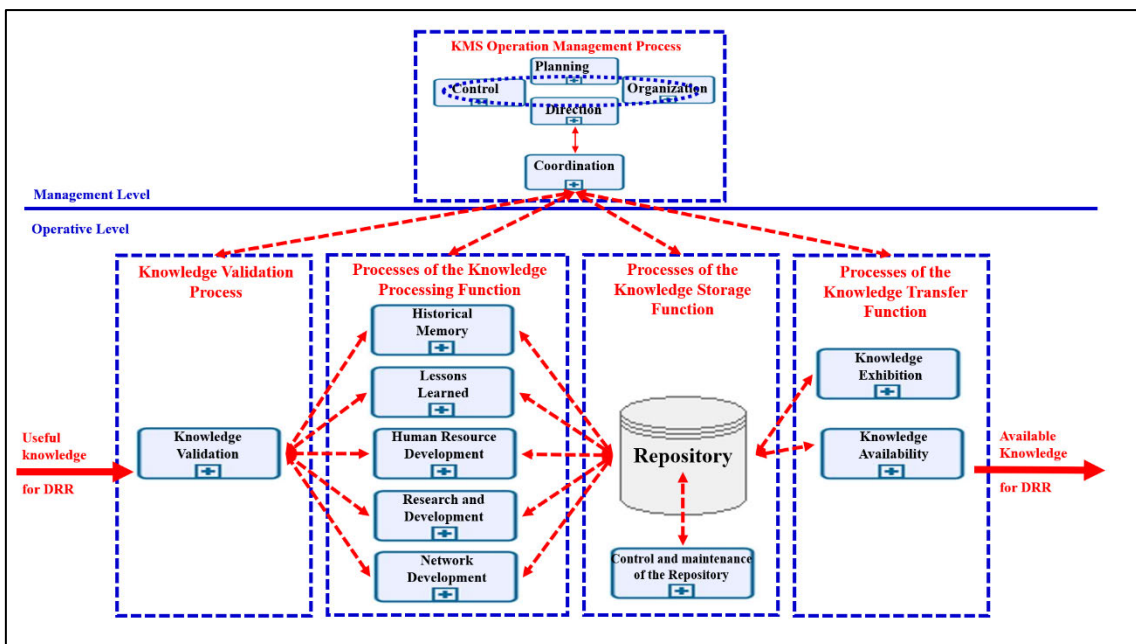 KMS Operation Management Process
Planning
Control
Organization
Direction
Coordination
Management Level
Operative Level
Knowledge Validation
Process
Processes of the Knowledge
Processing Function
Processes of the
Knowledge Storage
Function
Processes of the
Knowledge Transfer
Function
Historical
Memory
Lessons
Learned
Human Resource
Development
Research and
Development
Network
Development
Useful
knowledge
for DRR
Knowledge
Validation
Repository
Control and maintenance
of the Repository
Knowledge
Exhibition
Knowledge
Availability
Available
Knowledge
for DRR